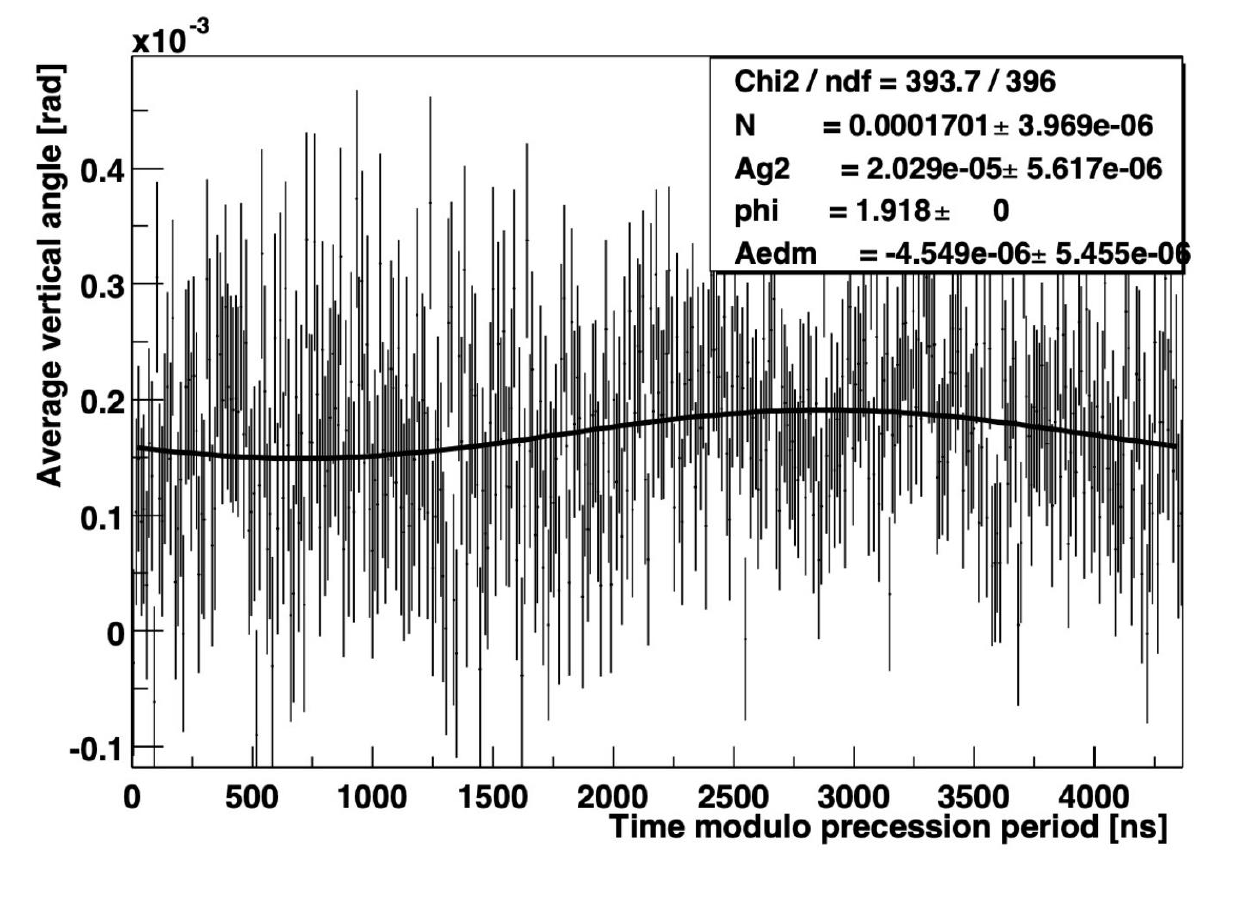 x10-3
Average vertical angle [rad]
Chi2 / ndf = 393.7 / 396
N = 0.0001701 ± 3.969e-06
Ag2 = 2.029e-05± 5.617e-06
phi = 1.918 ± 0
Aedm = -4.549e-06± 5.455e-06
0.4
0.3
0.2
0.1
0
-0.1
0 500 1000 1500 2000 2500 3000 3500 4000
Time modulo precession period [ns]